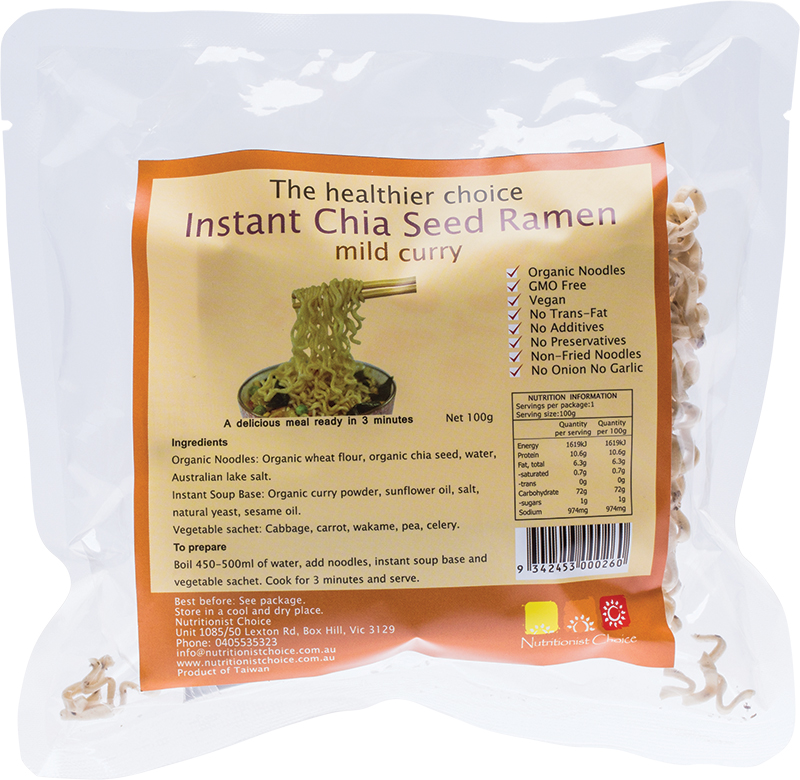 The healthier choice
Instant Chia Seed Ramen
mild curry
Organic Noodles
GMO Free
Vegan
No Trans-Fat
No Additives
No Preservatives
Non-Fried Noodles
No Onion No Garlic
A delicious meal ready in 3 minutes
Net 100g
Ingredients
Organic Noodles: Organic wheat flour, organic chia seed, water,
Australian lake salt.
Instant Soup Base: Organic curry powder, sunflower oil, salt,
natural yeast, sesame oil.
Vegetable sachet: Cabbage, carrot, wakame, pea, celery.
To prepare
Boil 450-500ml of water, add noodles, instant soup base and
vegetable sachet. Cook for 3 minutes and serve.
NUTRITION INFORMATION
Servings per package:1
Serving size:100g
Quantity Quantity
per serving per 100g
Energy 1619kJ 1619kJ
Protein 10.6g 10.6g
Fat, total 6.3g 6.3g
-saturated 0.7g 0.7g
-trans 0g 0g
Carbohydrate 72g 72g
-sugars 1g 1g
Sodium 974mg 974mg
9 342453 000260
Best before: See package.
Store in a cool and dry place.
Nutritionist Choice
Unit 1085/50 Lexton Rd, Box Hill, Vic 3129
Phone: 0405535323
info@nutritionistchoice.com.au
www.nutritionistchoice.com.au
Product of Taiwan
Nutritionist Choice